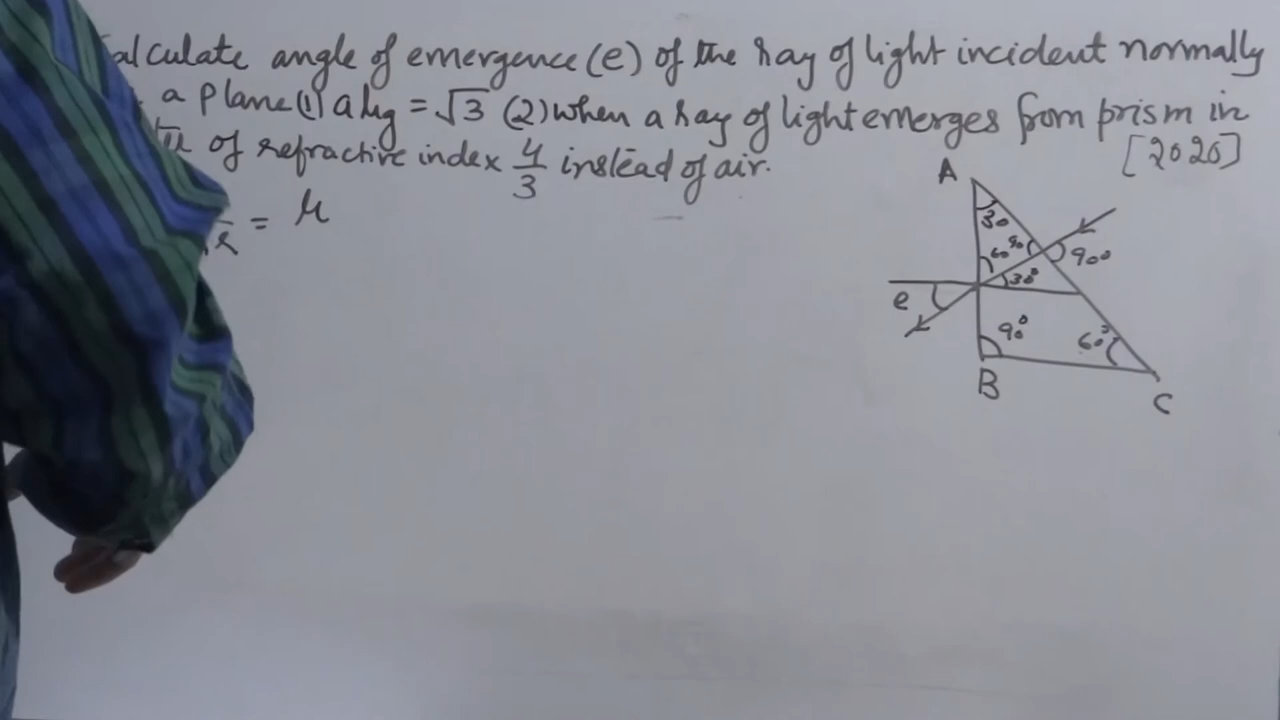 alculate angle of emergence (e) of the ray of light incident normally
a plane (1) aμg = √3 (2) when a ray of light emerges from prism in
of refractive index 4/3 instead of air.
[2020]
= μ
A
30
60
90
90°
30°
e
90°
60°
B
C